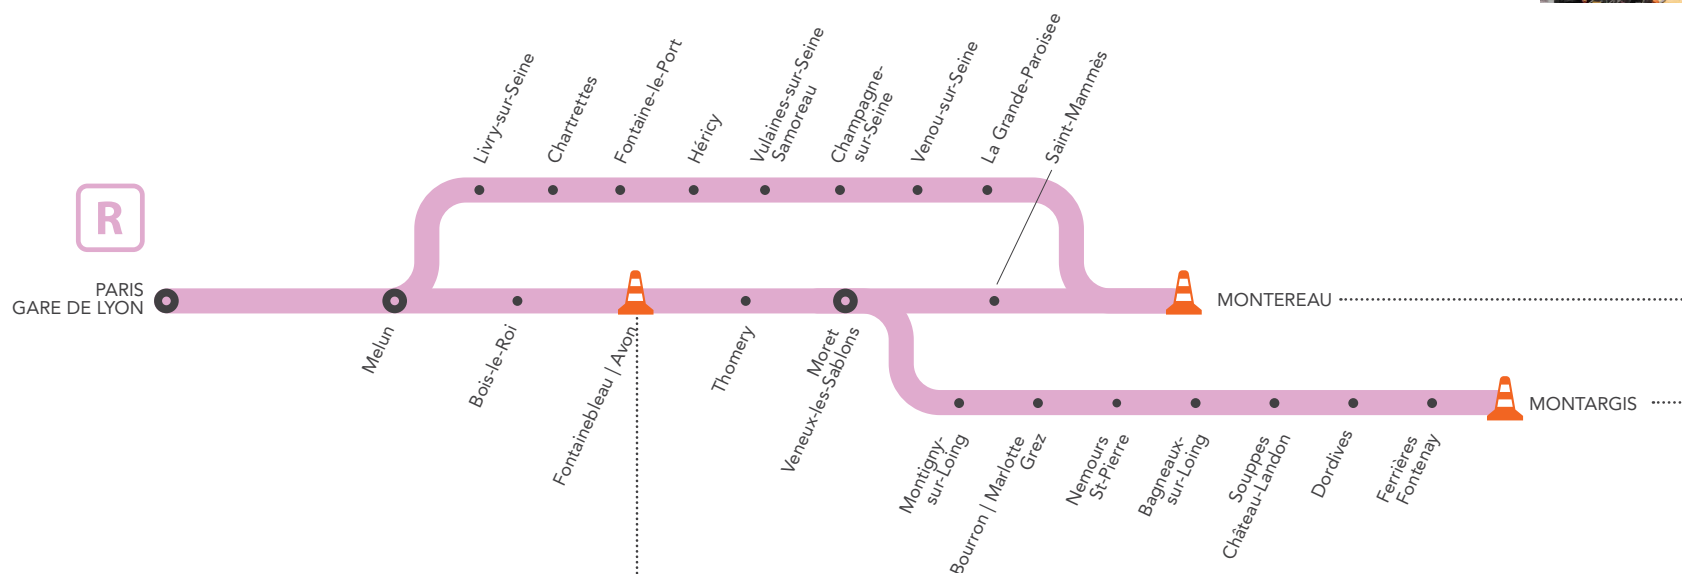 Livry-sur-Seine
Chartrettes
Fontaine-le-Port
Héricy
Vulaines-sur-Seine
Samoreau
Champagne-
sur-Seine
Venou-sur-Seine
La Grande-Paroisee
Saint-Mammès
R
PARIS
GARE DE LYON
MONTEREAU
Melun
Bois-le-Roi
Fontainebleau | Avon
Thomery
Moret
Veneux-les-Sablons
MONTARGIS
Montigny-
sur-Loing
Bourron | Marlotte
Grez
Nemours
St-Pierre
Bagneaux-
sur-Loing
Souppes
Château-Landon
Dordives
Ferrières
Fontenay